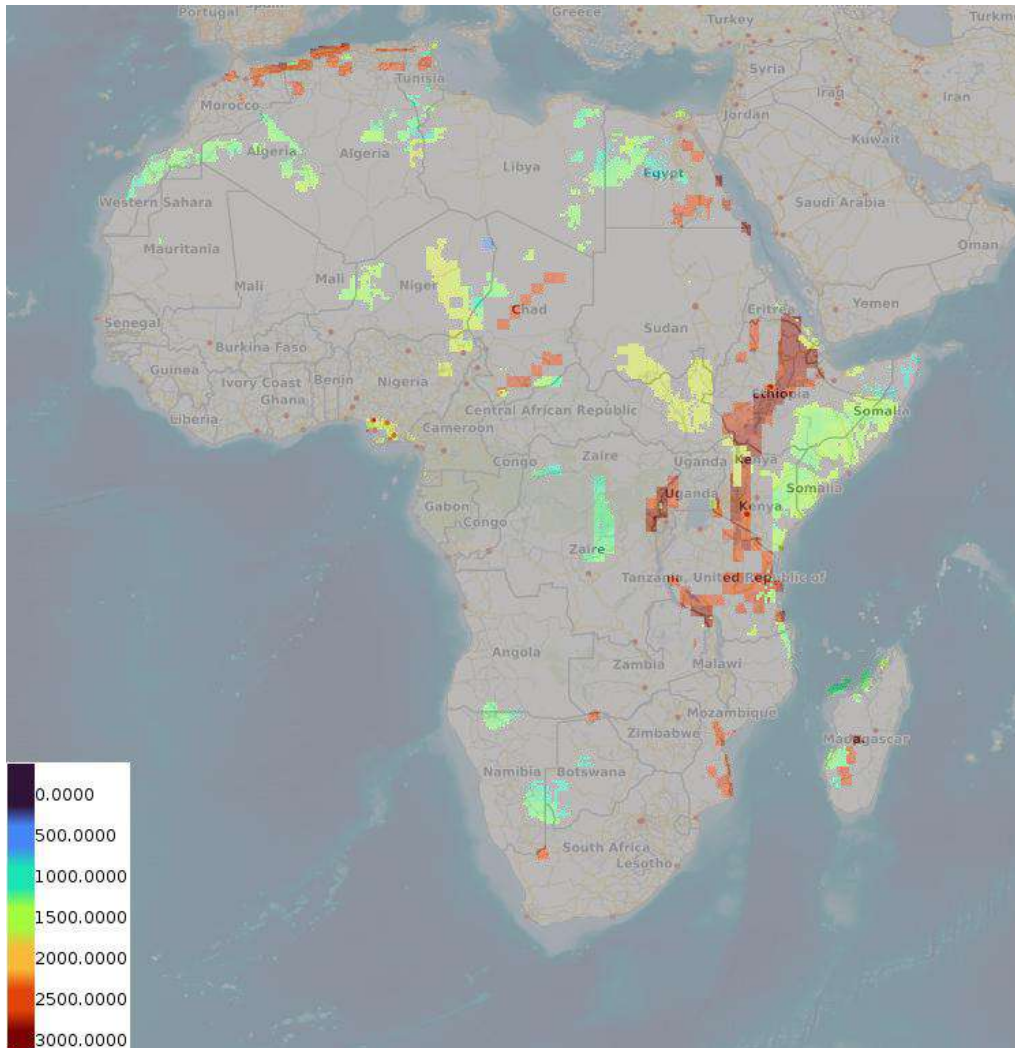 Portugal
Spain
Greece
Turkey
Turkm
Tunisia
Syria
Iraq
Iran
Morocco
Jordan
Kuwait
Algeria
Algeria
Libya
Egypt
Western Sahara
Saudi Arabia
Mauritania
Oman
Mali
Mali
Niger
Chad
Sudan
Eritrea
Yemen
Senegal
Burkina Faso
Guinea
Ivory Coast
Benin
Nigeria
Ghana
Ethiopia
Liberia
Central African Republic
Somalia
Cameroon
Congo
Zaire
Uganda
Kenya
Uganda
Somalia
Gabon
Kenya
Congo
Zaire
Tanzania, United Republic of
Angola
Zambia
Malawi
Mozambique
Zimbabwe
Madagascar
Namibia
Botswana
South Africa
Lesotho
0.0000
500.0000
1000.0000
1500.0000
2000.0000
2500.0000
3000.0000